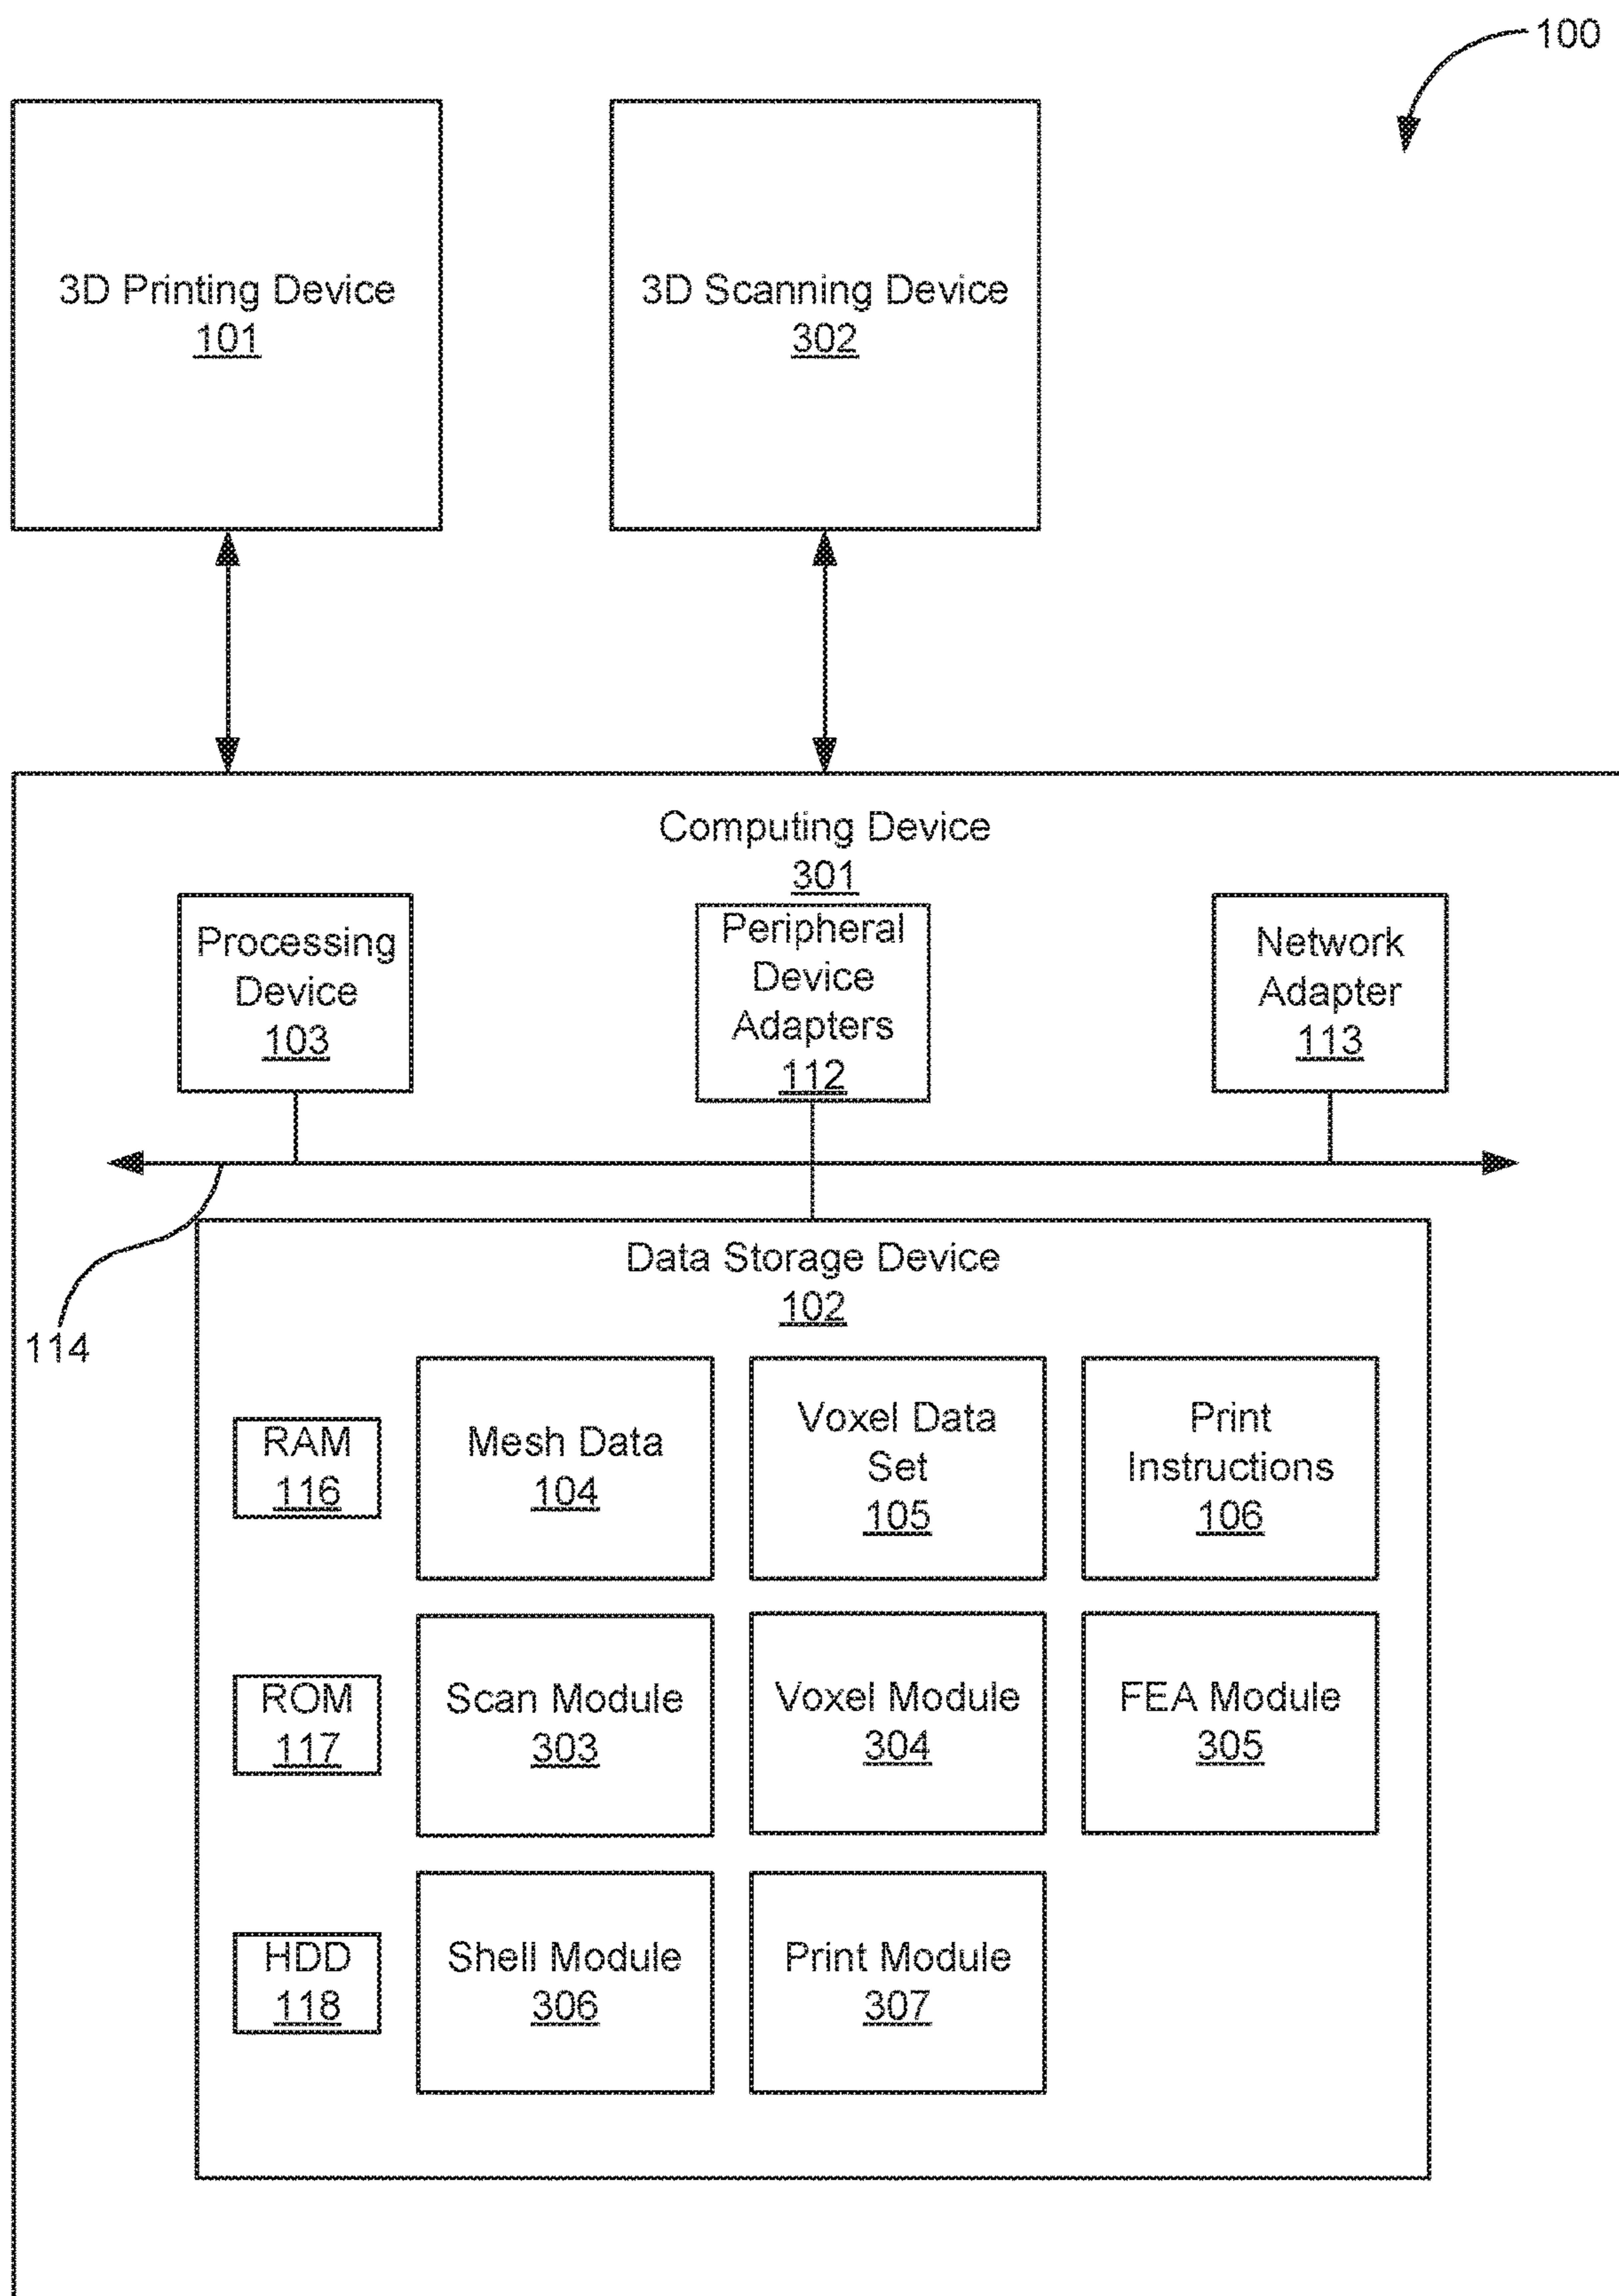 100
3D Printing Device
101
3D Scanning Device
302
Computing Device
301
Processing
Device
103
Peripheral
Device
Adapters
112
Network
Adapter
113
114
Data Storage Device
102
RAM
116
Mesh Data
104
Voxel Data
Set
105
Print
Instructions
106
ROM
117
Scan Module
303
Voxel Module
304
FEA Module
305
HDD
118
Shell Module
306
Print Module
307